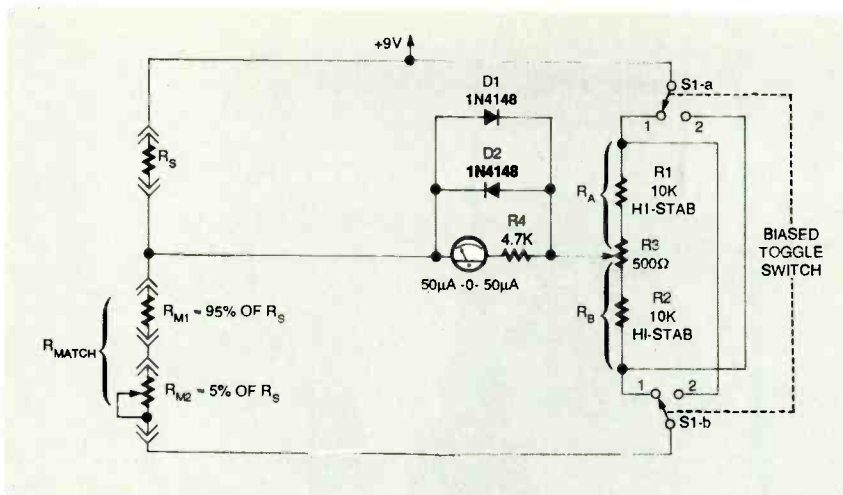 +9V
D1
1N4148
D2
1N4148
R4
4.7K
50μA -0- 50μA
S1-a
1
2
R1
10K
HI-STAB
R3
500Ω
R2
10K
HI-STAB
RA
RB
BIASED
TOGGLE
SWITCH
1
2
S1-b
RS
RM1 = 95% OF RS
RMATCH
RM2 = 5% OF RS